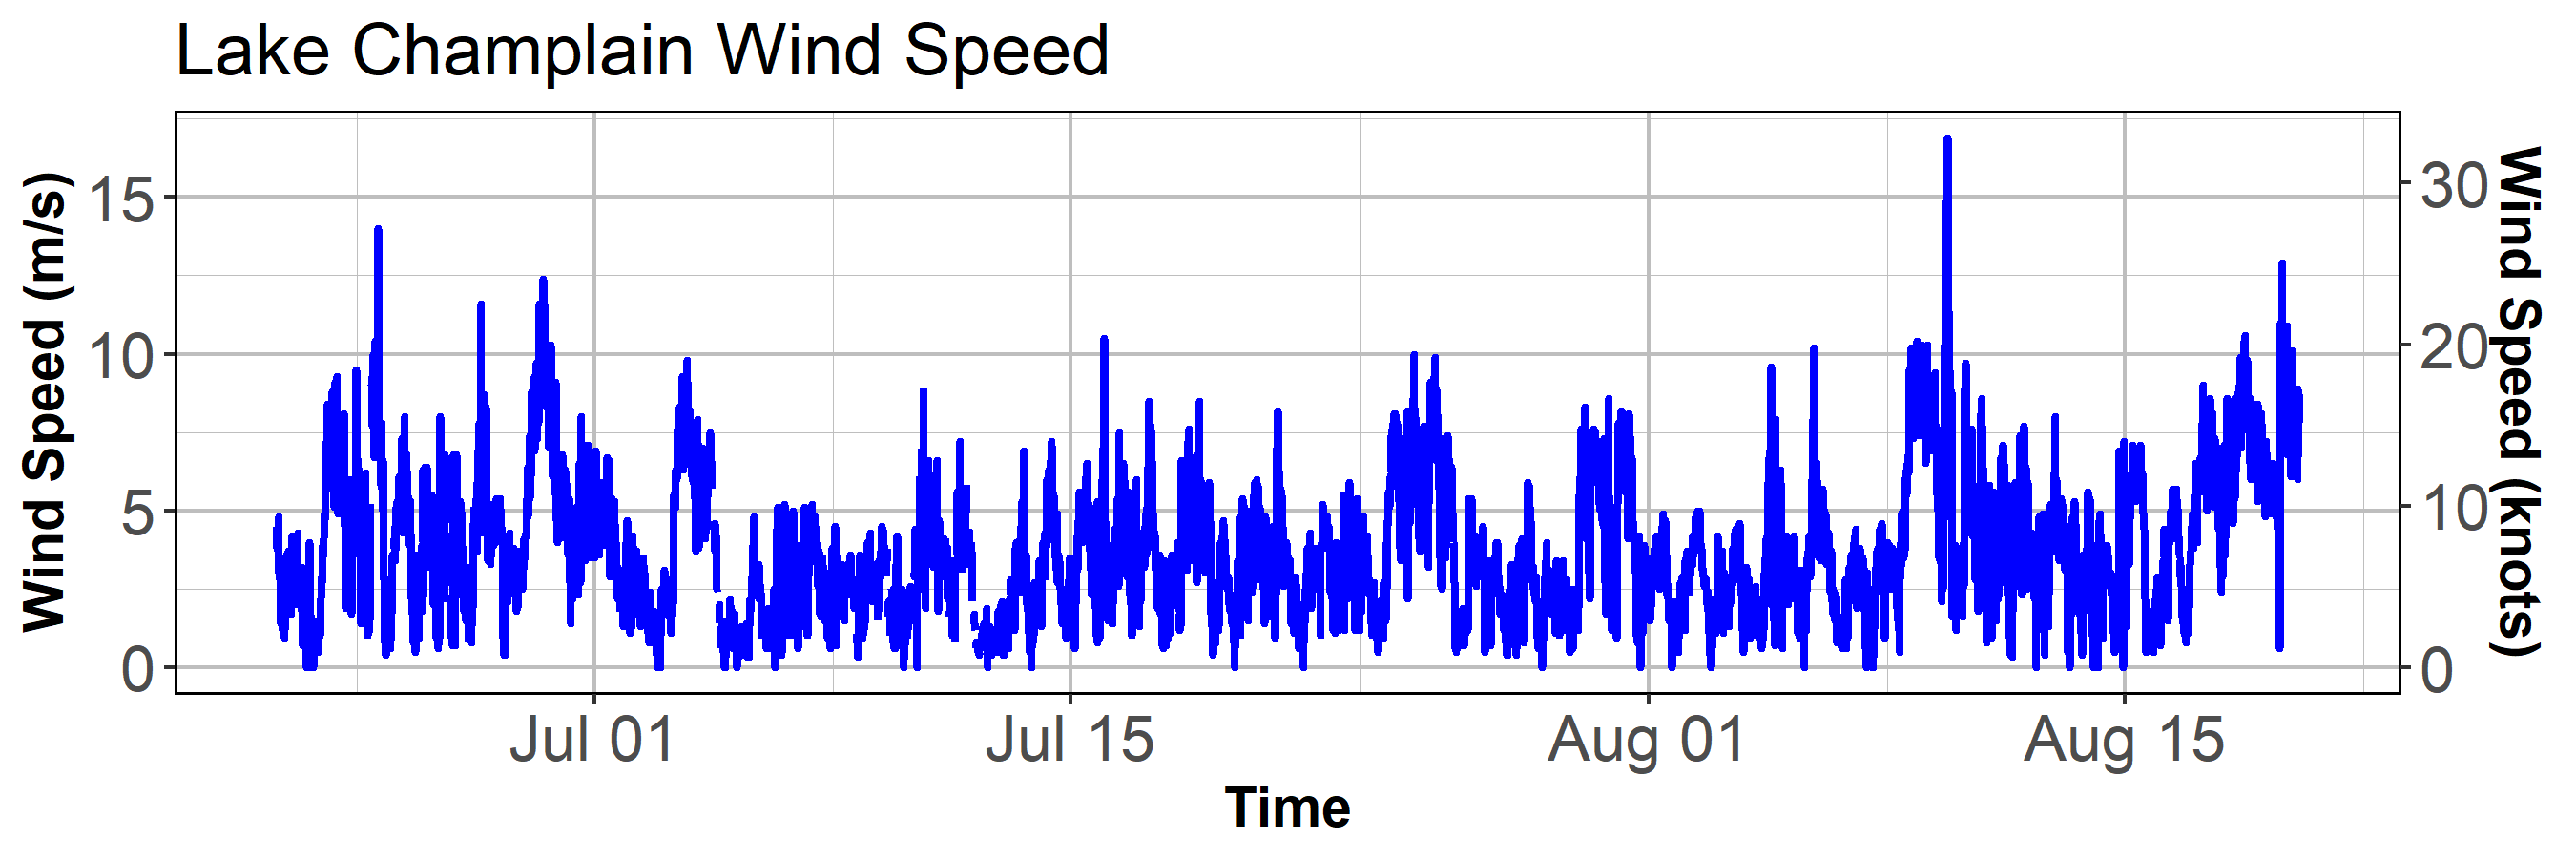 Lake Champlain Wind Speed
Wind Speed (m/s)
15
10
5
0
30
20
10
0
Wind Speed (knots)
Jul 01
Jul 15
Aug 01
Aug 15
Time